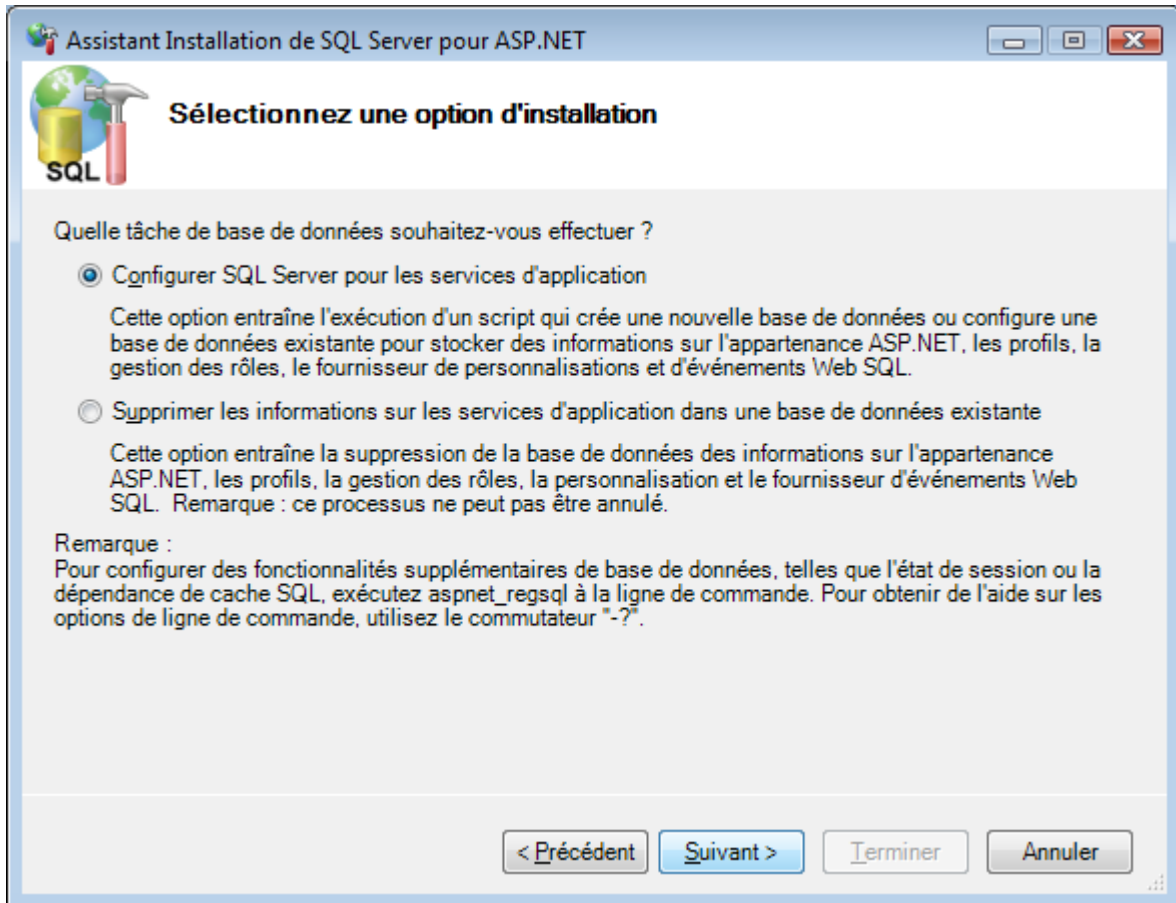 Assistant Installation de SQL Server pour ASP.NET
Sélectionnez une option d'installation
SQL
Quelle tâche de base de données souhaitez-vous effectuer ?
Configurer SQL Server pour les services d'application
Cette option entraîne l'exécution d'un script qui crée une nouvelle base de données ou configure une
base de données existante pour stocker des informations sur l'appartenance ASP.NET, les profils, la
gestion des rôles, le fournisseur de personnalisations et d'événements Web SQL.
Supprimer les informations sur les services d'application dans une base de données existante
Cette option entraîne la suppression de la base de données des informations sur l'appartenance
ASP.NET, les profils, la gestion des rôles, la personnalisation et le fournisseur d'événements Web
SQL. Remarque : ce processus ne peut pas être annulé.
Remarque :
Pour configurer des fonctionnalités supplémentaires de base de données, telles que l'état de session ou la
dépendance de cache SQL, exécutez aspnet_regsql à la ligne de commande. Pour obtenir de l'aide sur les
options de ligne de commande, utilisez le commutateur "-?".
< Précédent
Suivant >
Terminer
Annuler